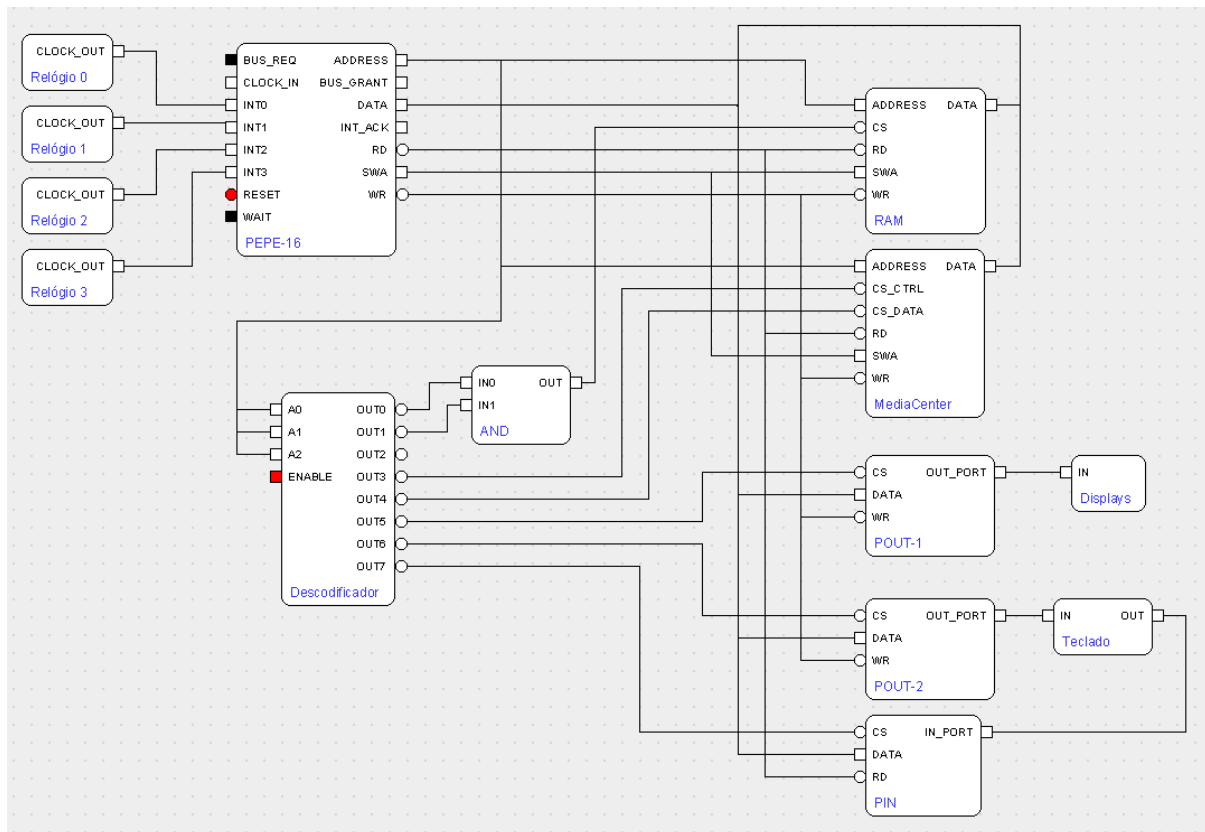 CLOCK_OUT
Relógio 0
CLOCK_OUT
Relógio 1
CLOCK_OUT
Relógio 2
CLOCK_OUT
Relógio 3
BUS_REQ ADDRESS
CLOCK_IN BUS_GRANT
INT0 DATA
INT1 INT_ACK
INT2 RD
INT3 SWA
RESET WR
WAIT
PEPE-16
ADDRESS DATA
CS
RD
SWA
WR
RAM
ADDRESS DATA
CS_CTRL
CS_DATA
RD
SWA
WR
MediaCenter
A0 OUT0
A1 OUT1
A2 OUT2
ENABLE OUT3
OUT4
OUT5
OUT6
OUT7
Descodificador
IN0 OUT
IN1
AND
CS OUT_PORT
DATA
WR
POUT-1
IN
Displays
CS OUT_PORT
DATA
WR
POUT-2
IN OUT
Teclado
CS IN_PORT
DATA
RD
PIN